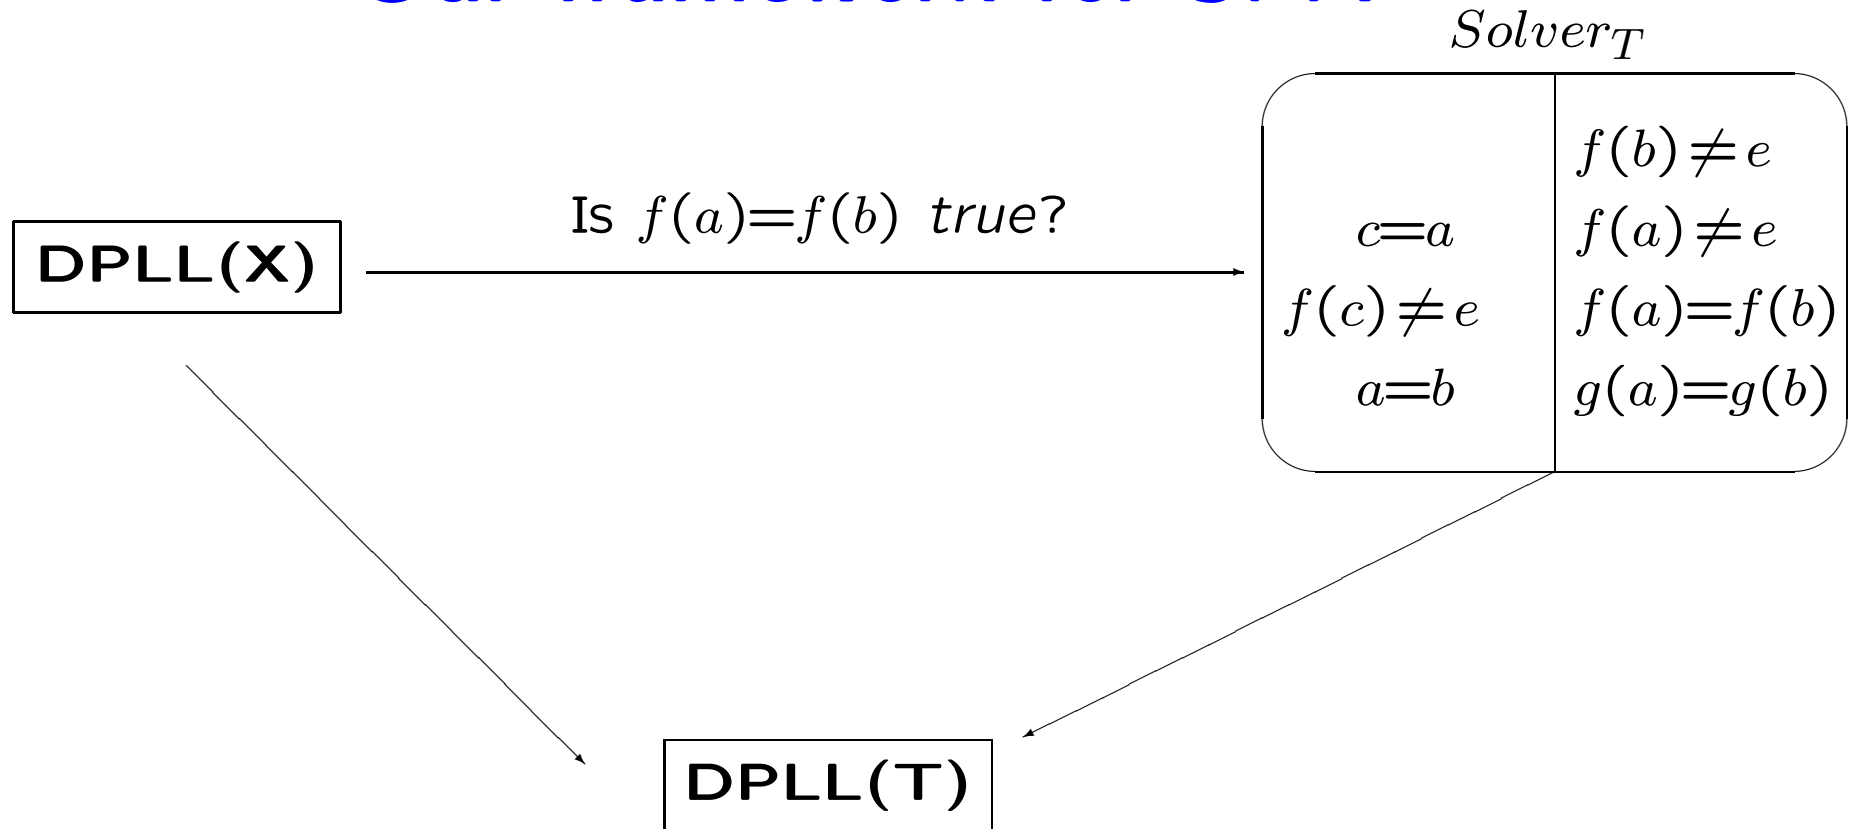 Solver_T
f(b)≠e
Is f(a)=f(b) true?
c=a
f(a)≠e
DPLL(X)
f(c)≠e
f(a)=f(b)
a=b
g(a)=g(b)
DPLL(T)